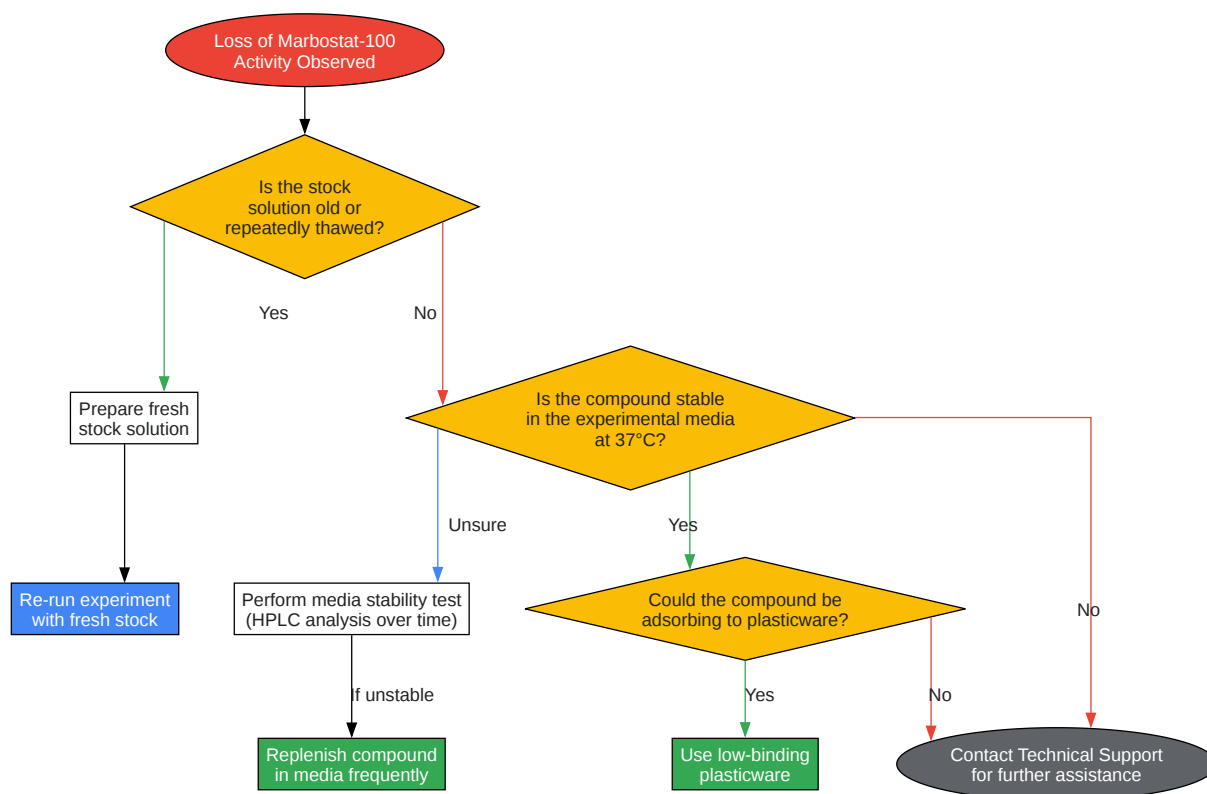 Loss of Marbostat-100
Activity Observed
Is the stock
solution old or
repeatedly thawed?
Yes
No
Prepare fresh
stock solution
Is the compound stable
in the experimental media
at 37°C?
Unsure
Yes
Re-run experiment
with fresh stock
Perform media stability test
(HPLC analysis over time)
Could the compound be
adsorbing to plasticware?
No
If unstable
Yes
No
Replenish compound
in media frequently
Use low-binding
plasticware
Contact Technical Support
for further assistance